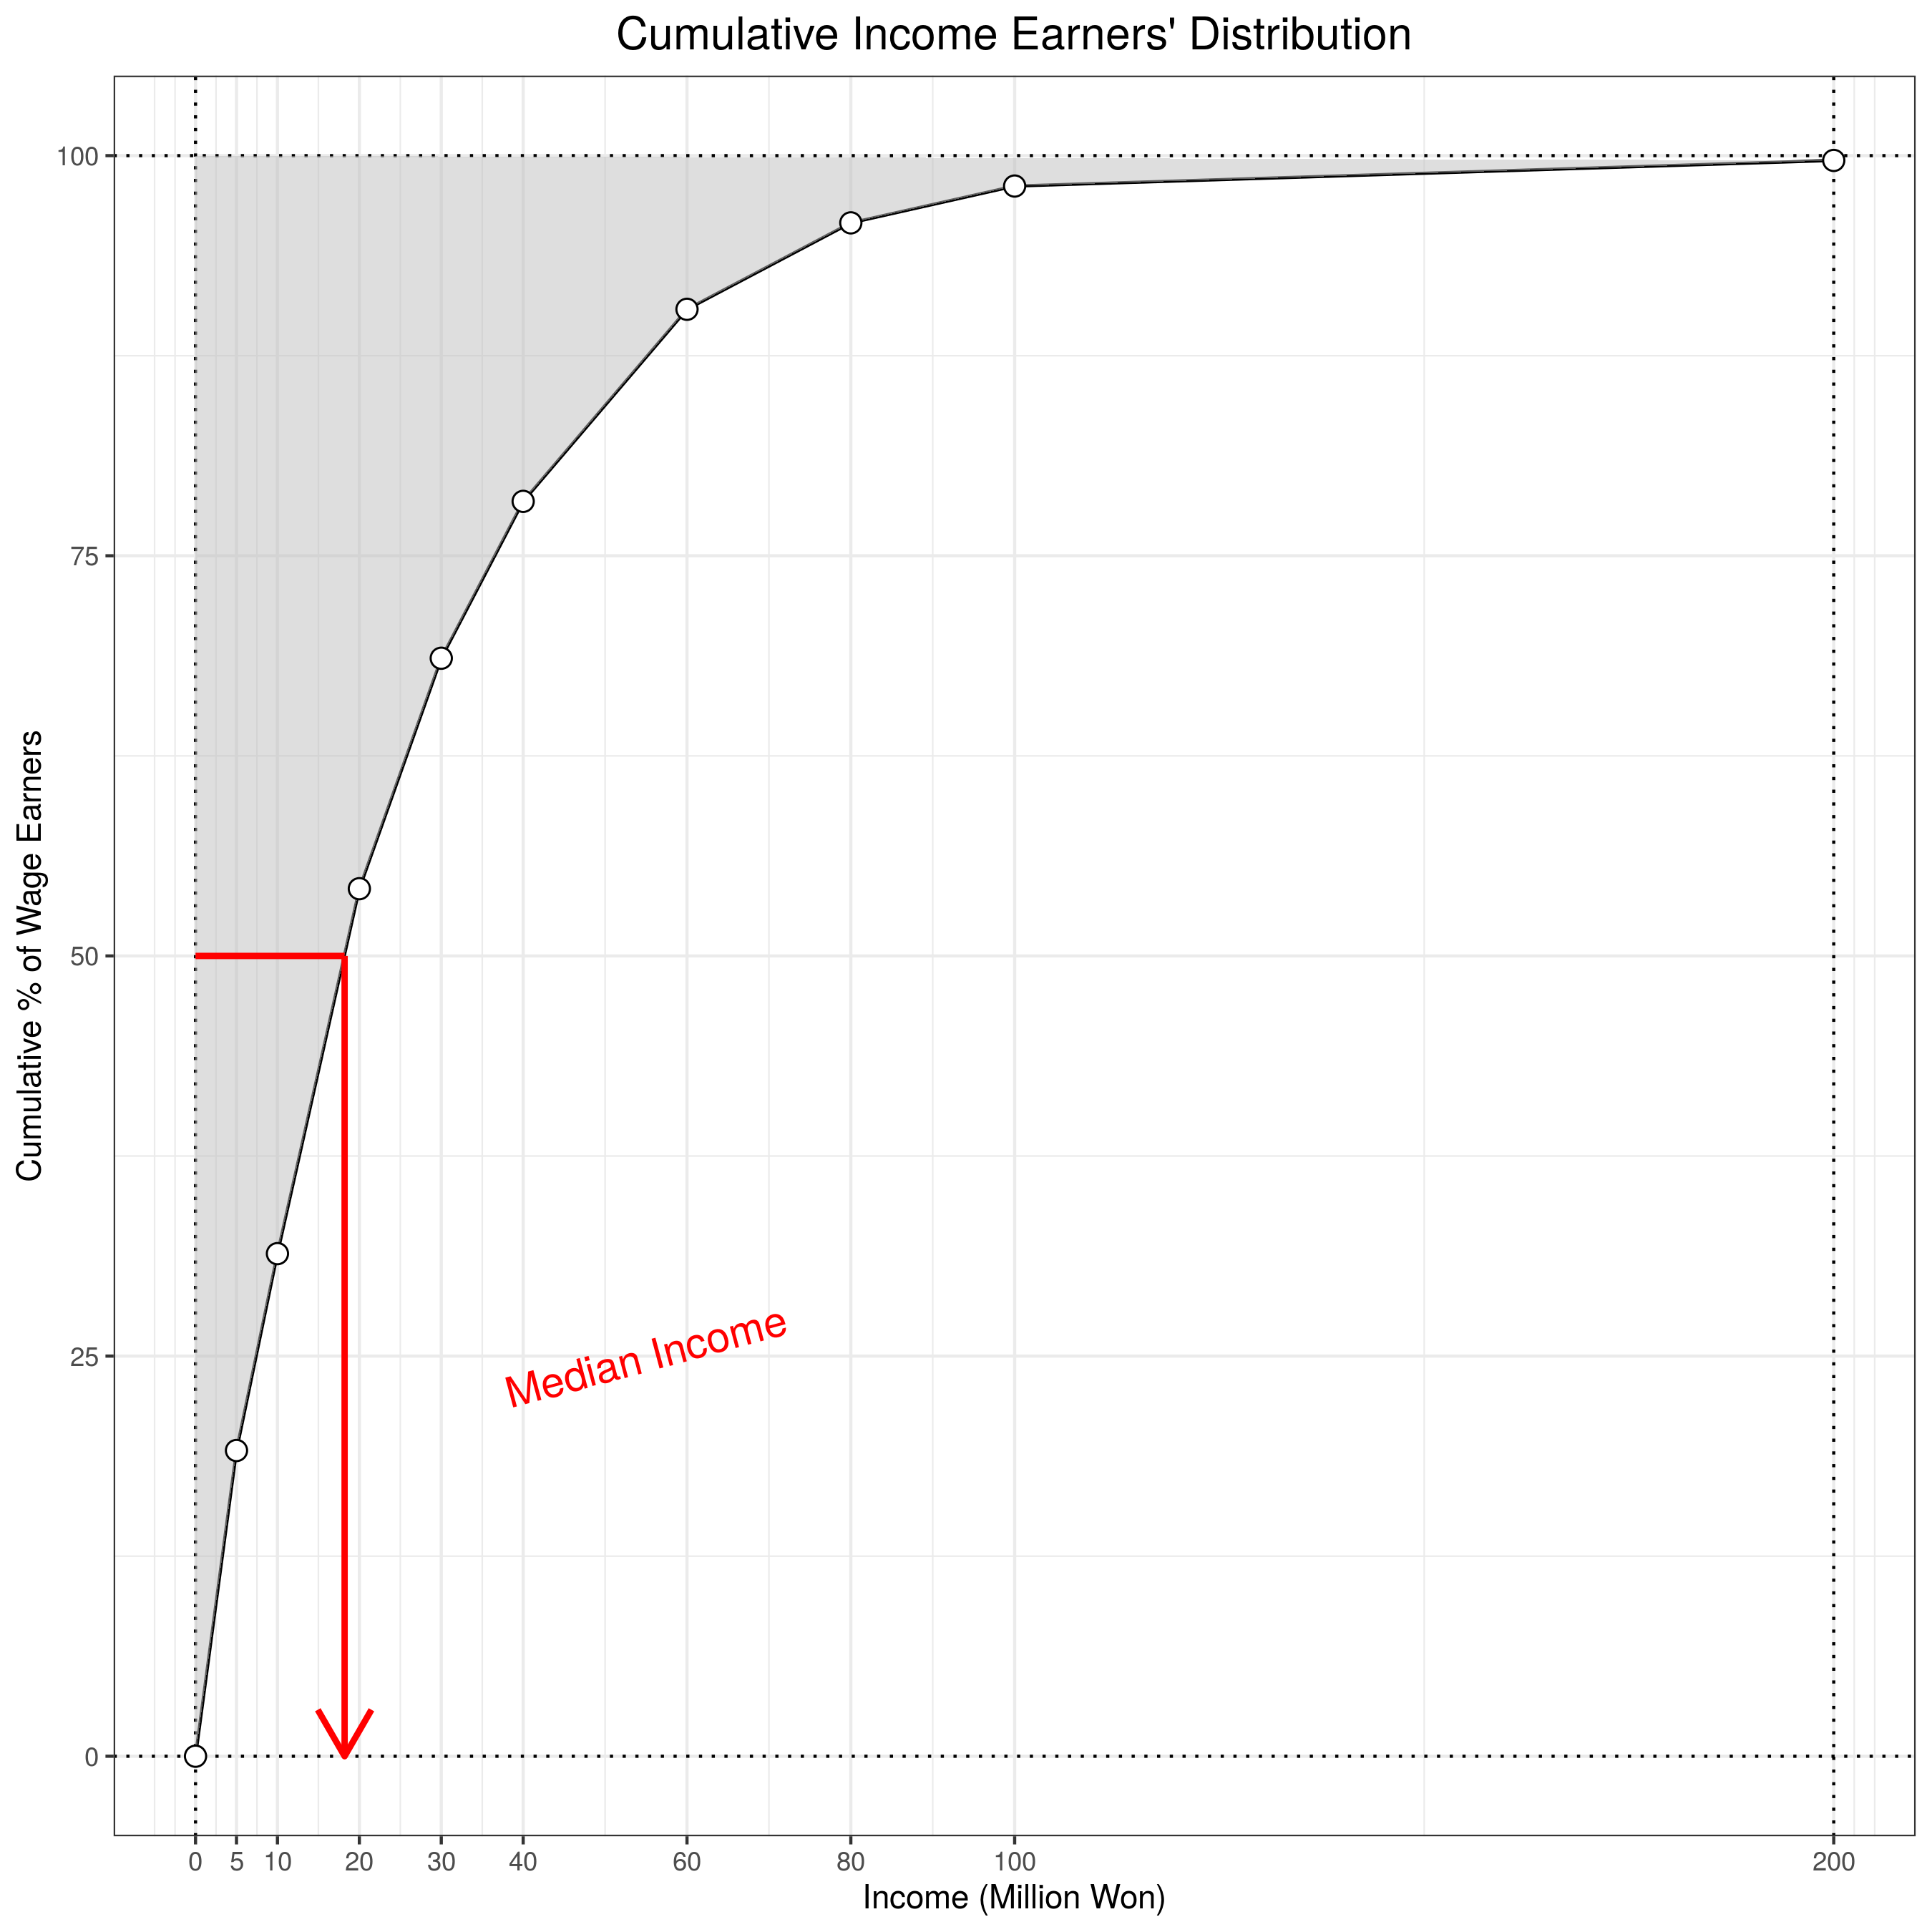 Cumulative Income Earners' Distribution
Cumulative % of Wage Earners
100
75
50
25
0
Median Income
0 5 10 20 30 40 60 80 100 200
Income (Million Won)